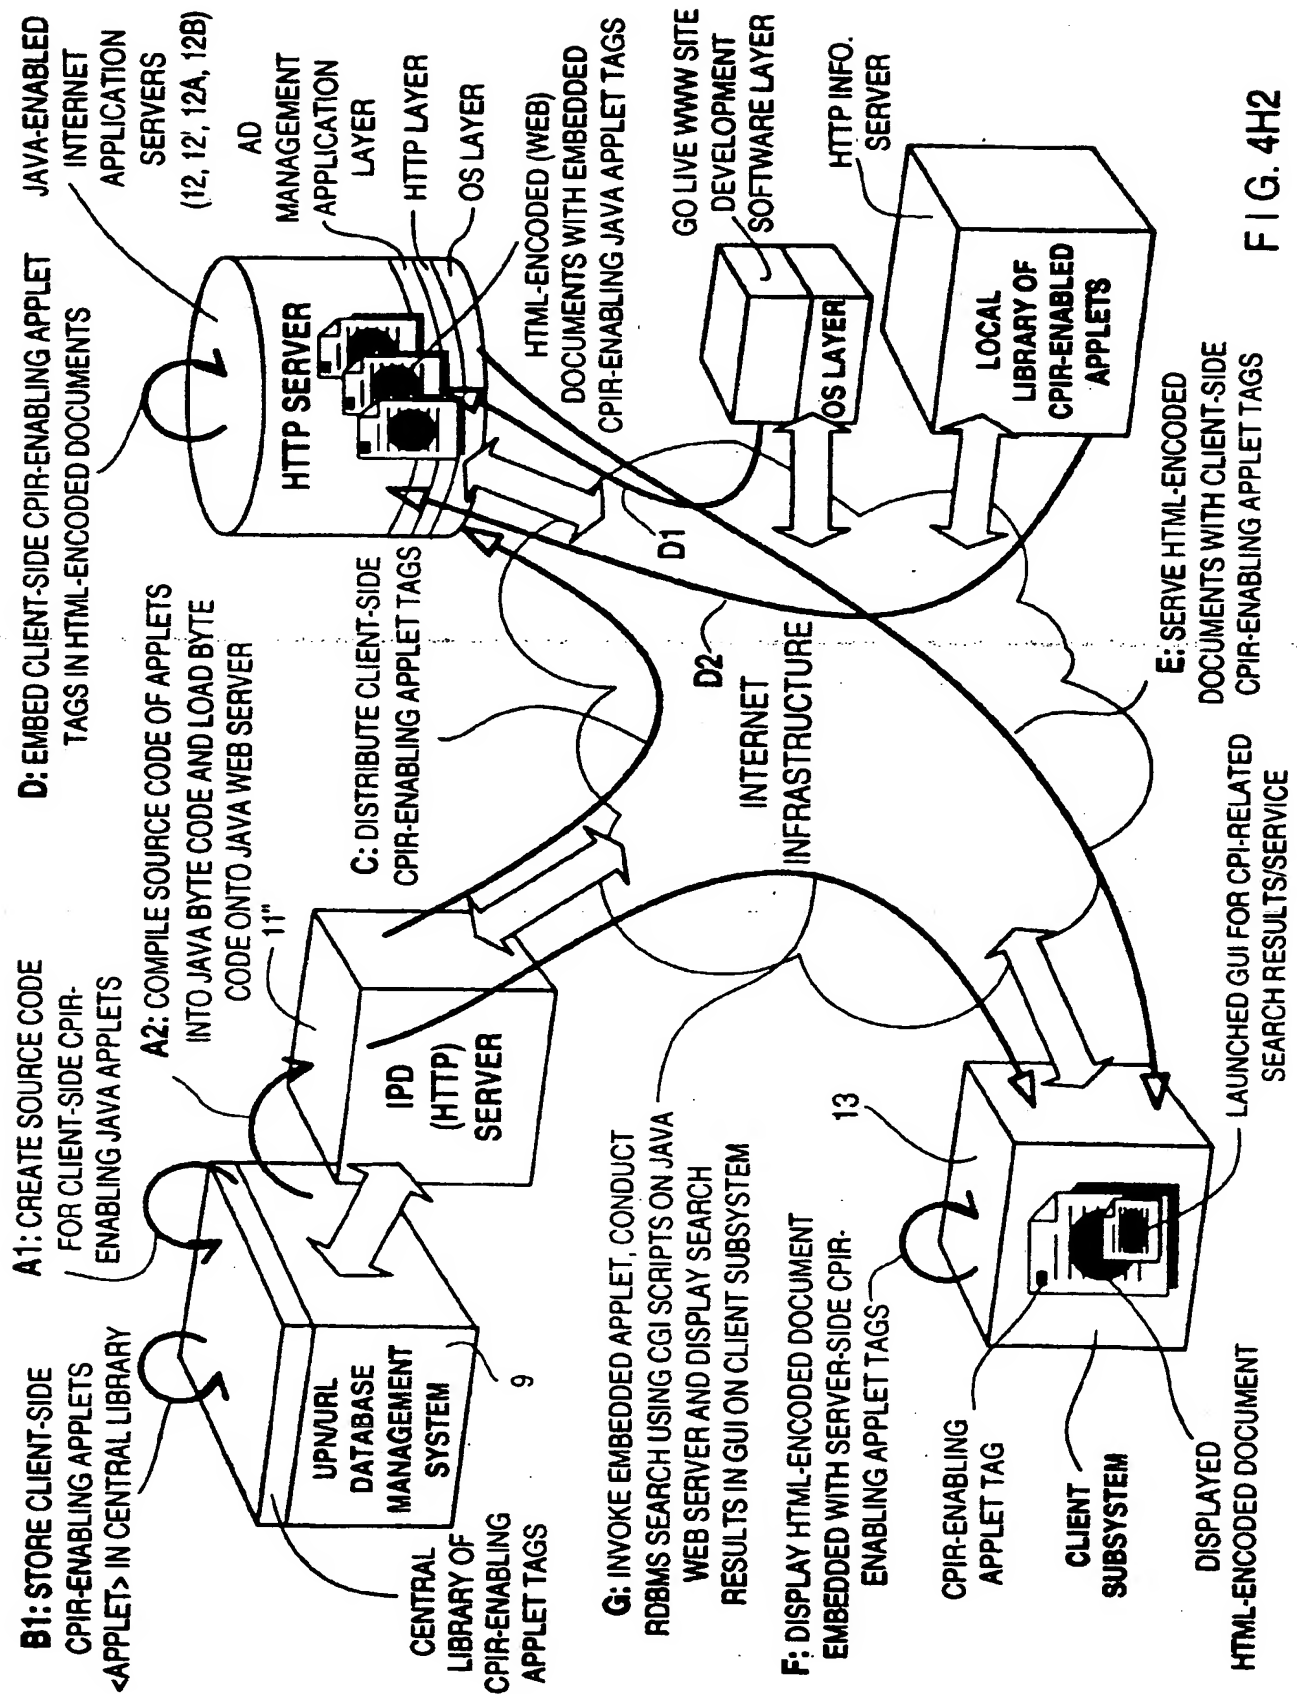 B1: STORE CLIENT-SIDE
CPIR-ENABLING APPLETS
<APPLET> IN CENTRAL LIBRARY
A1: CREATE SOURCE CODE
FOR CLIENT-SIDE CPIR-
ENABLING JAVA APPLETS
A2: COMPILE SOURCE CODE OF APPLETS
INTO JAVA BYTE CODE AND LOAD BYTE
CODE ONTO JAVA WEB SERVER
11"
D: EMBED CLIENT-SIDE CPIR-ENABLING APPLET
TAGS IN HTML-ENCODED DOCUMENTS
JAVA-ENABLED
INTERNET
APPLICATION
SERVERS
(12, 12', 12A, 12B)
AD
MANAGEMENT
APPLICATION
LAYER
HTTP LAYER
OS LAYER
HTML-ENCODED (WEB)
DOCUMENTS WITH EMBEDDED
CPIR-ENABLING JAVA APPLET TAGS
HTTP SERVER
UPN/URL
DATABASE
MANAGEMENT
SYSTEM
9
CENTRAL
LIBRARY OF
CPIR-ENABLING
APPLET TAGS
IPD
(HTTP)
SERVER
C: DISTRIBUTE CLIENT-SIDE
CPIR-ENABLING APPLET TAGS
D1
D2
INTERNET
INFRASTRUCTURE
GO LIVE WWW SITE
DEVELOPMENT
SOFTWARE LAYER
OS LAYER
HTTP INFO.
SERVER
LOCAL
LIBRARY OF
CPIR-ENABLED
APPLETS
G: INVOKE EMBEDDED APPLET, CONDUCT
RDBMS SEARCH USING CGI SCRIPTS ON JAVA
WEB SERVER AND DISPLAY SEARCH
RESULTS IN GUI ON CLIENT SUBSYSTEM
F: DISPLAY HTML-ENCODED DOCUMENT
EMBEDDED WITH SERVER-SIDE CPIR-
ENABLING APPLET TAGS
13
CPIR-ENABLING
APPLET TAG
CLIENT
SUBSYSTEM
DISPLAYED
HTML-ENCODED DOCUMENT
LAUNCHED GUI FOR CPI-RELATED
SEARCH RESULTS/SERVICE
E: SERVE HTML-ENCODED
DOCUMENTS WITH CLIENT-SIDE
CPIR-ENABLING APPLET TAGS
FIG. 4H2